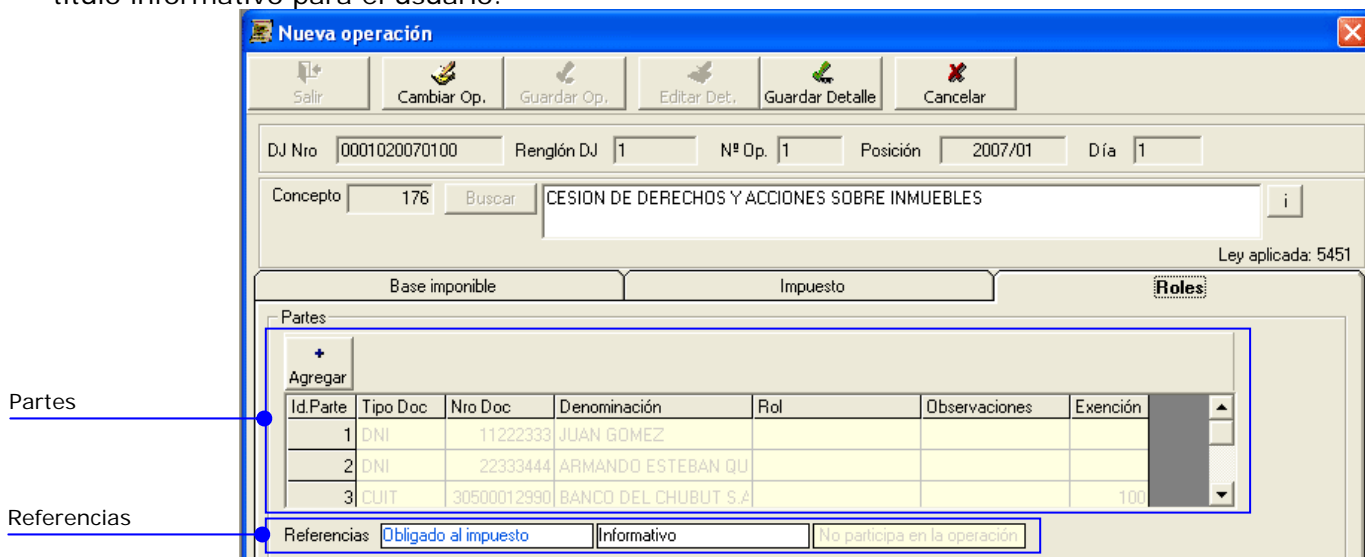 título informativo para el usuario.
Nueva operación
Salir Cambiar Op. Guardar Op. Editar Det. Guardar Detalle Cancelar
DJ Nro 0001020070100 Renglón DJ 1 Nº Op. 1 Posición 2007/01 Día 1
Concepto 176 Buscar CESION DE DERECHOS Y ACCIONES SOBRE INMUEBLES i
Ley aplicada: 5451
Base imponible Impuesto Roles
Partes
+
Agregar
Partes
Id.Parte Tipo Doc Nro Doc Denominación Rol Observaciones Exención
1 DNI 11222333 JUAN GOMEZ
2 DNI 22333444 ARMANDO ESTEBAN QU
3 CUIT 30500012990 BANCO DEL CHUBUT S.A 100
Referencias
Referencias Obligado al impuesto Informativo No participa en la operación